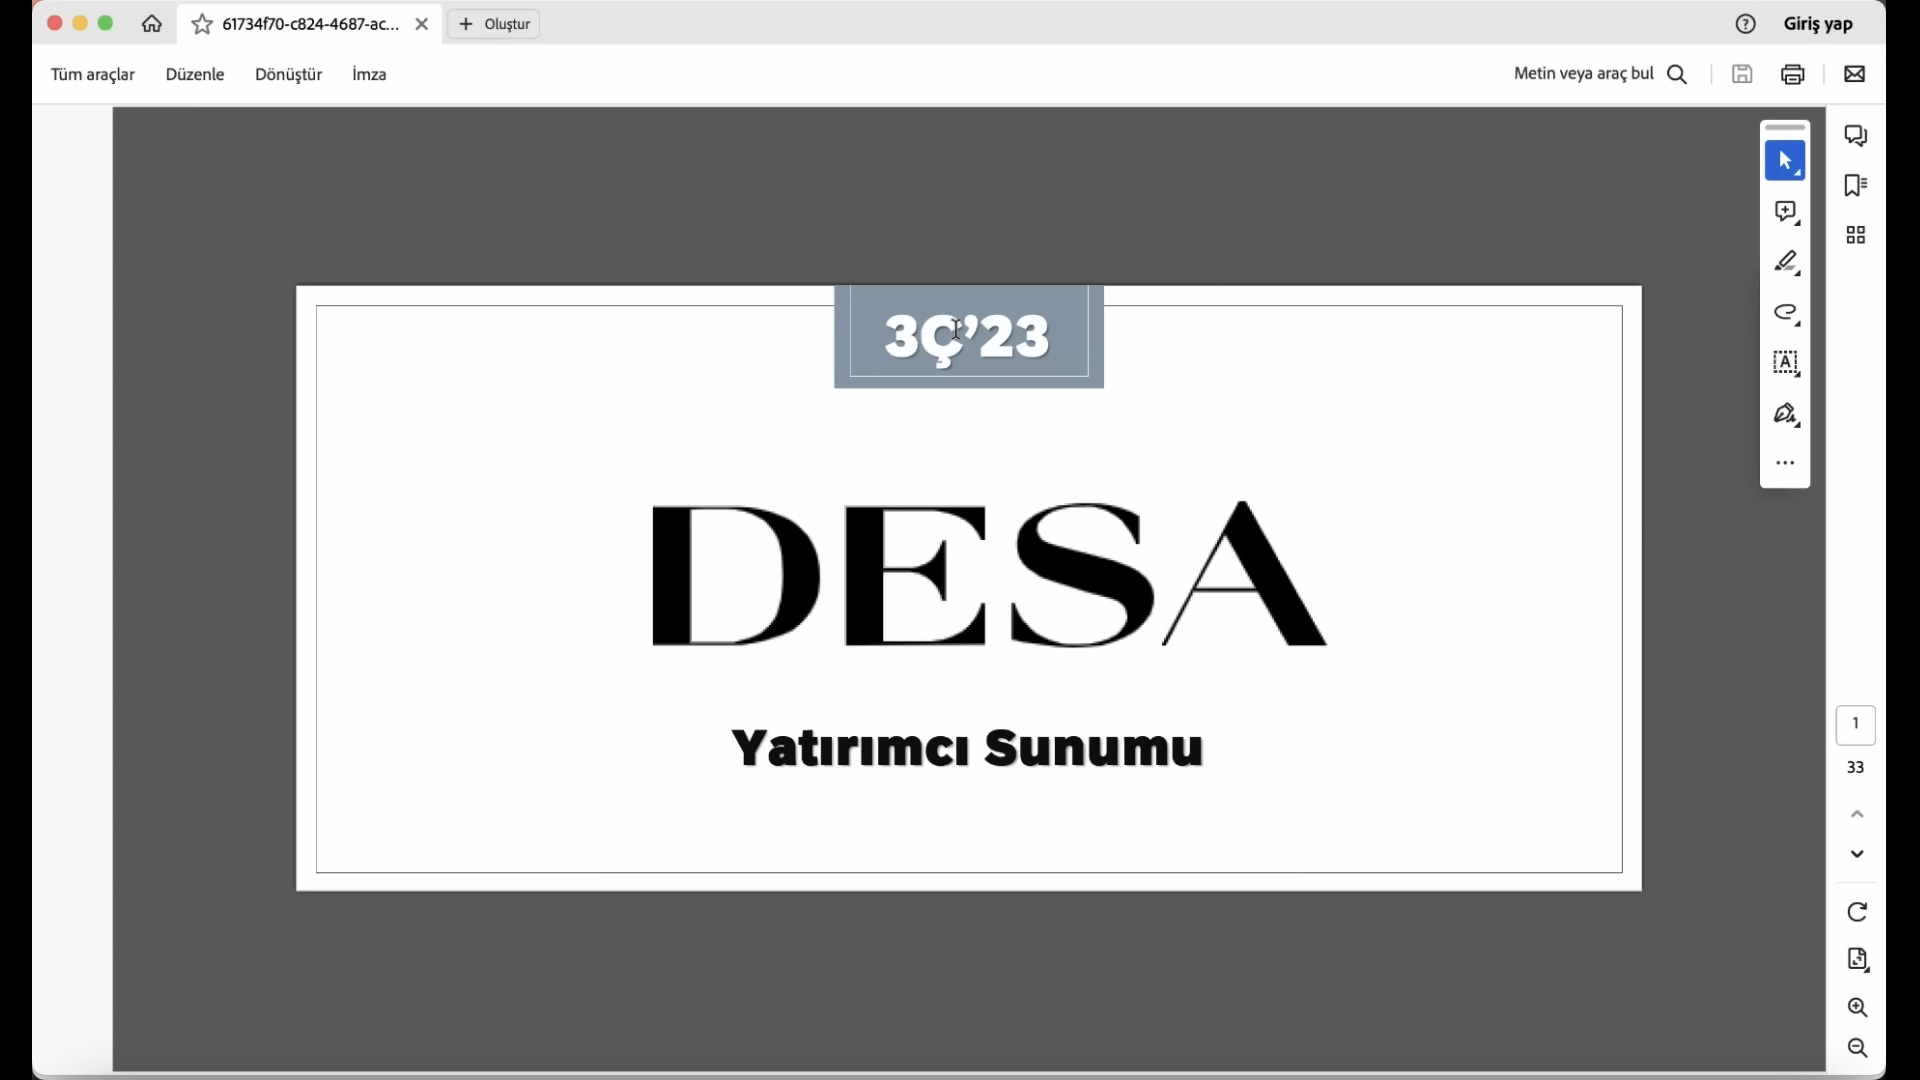 61734f70-c824-4687-ac...
Oluştur
Giriş yap
Tüm araçlar
Düzenle
Dönüştür
İmza
Metin veya araç bul
3Ç’23
DESA
Yatırımcı Sunumu
1
33